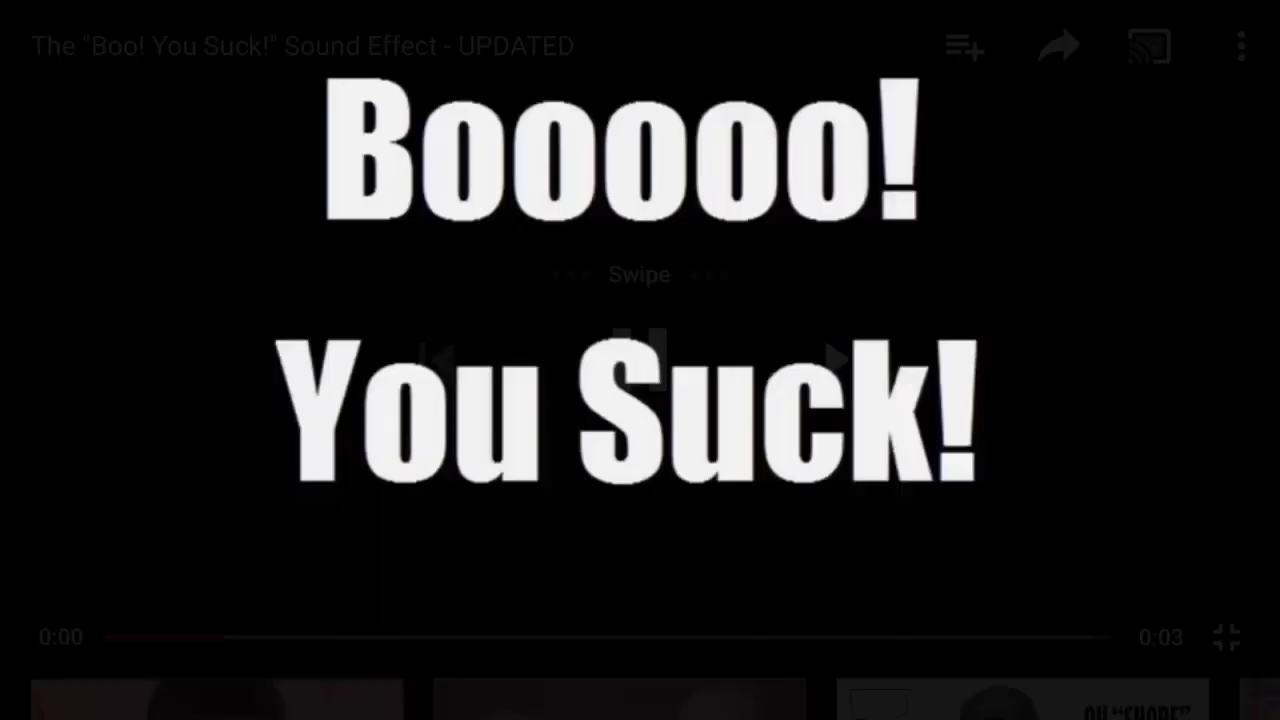 The "Boo! You Suck!" Sound Effect - UPDATED
Booooo!
Swipe
You Suck!
0:00
0:03